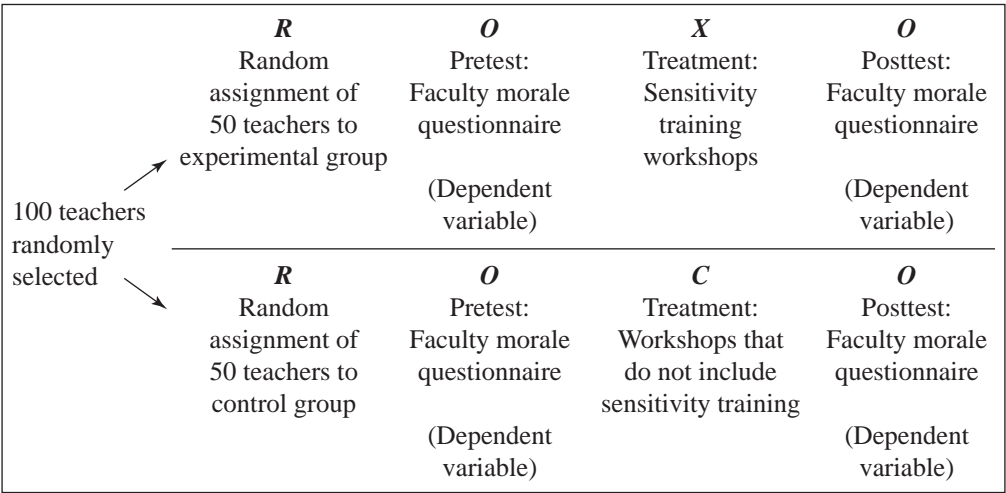 R
Random
assignment of
50 teachers to
experimental group
O
Pretest:
Faculty morale
questionnaire
(Dependent
variable)
X
Treatment:
Sensitivity
training
workshops
O
Posttest:
Faculty morale
questionnaire
(Dependent
variable)
100 teachers
randomly
selected
R
Random
assignment of
50 teachers to
control group
O
Pretest:
Faculty morale
questionnaire
(Dependent
variable)
C
Treatment:
Workshops that
do not include
sensitivity training
O
Posttest:
Faculty morale
questionnaire
(Dependent
variable)